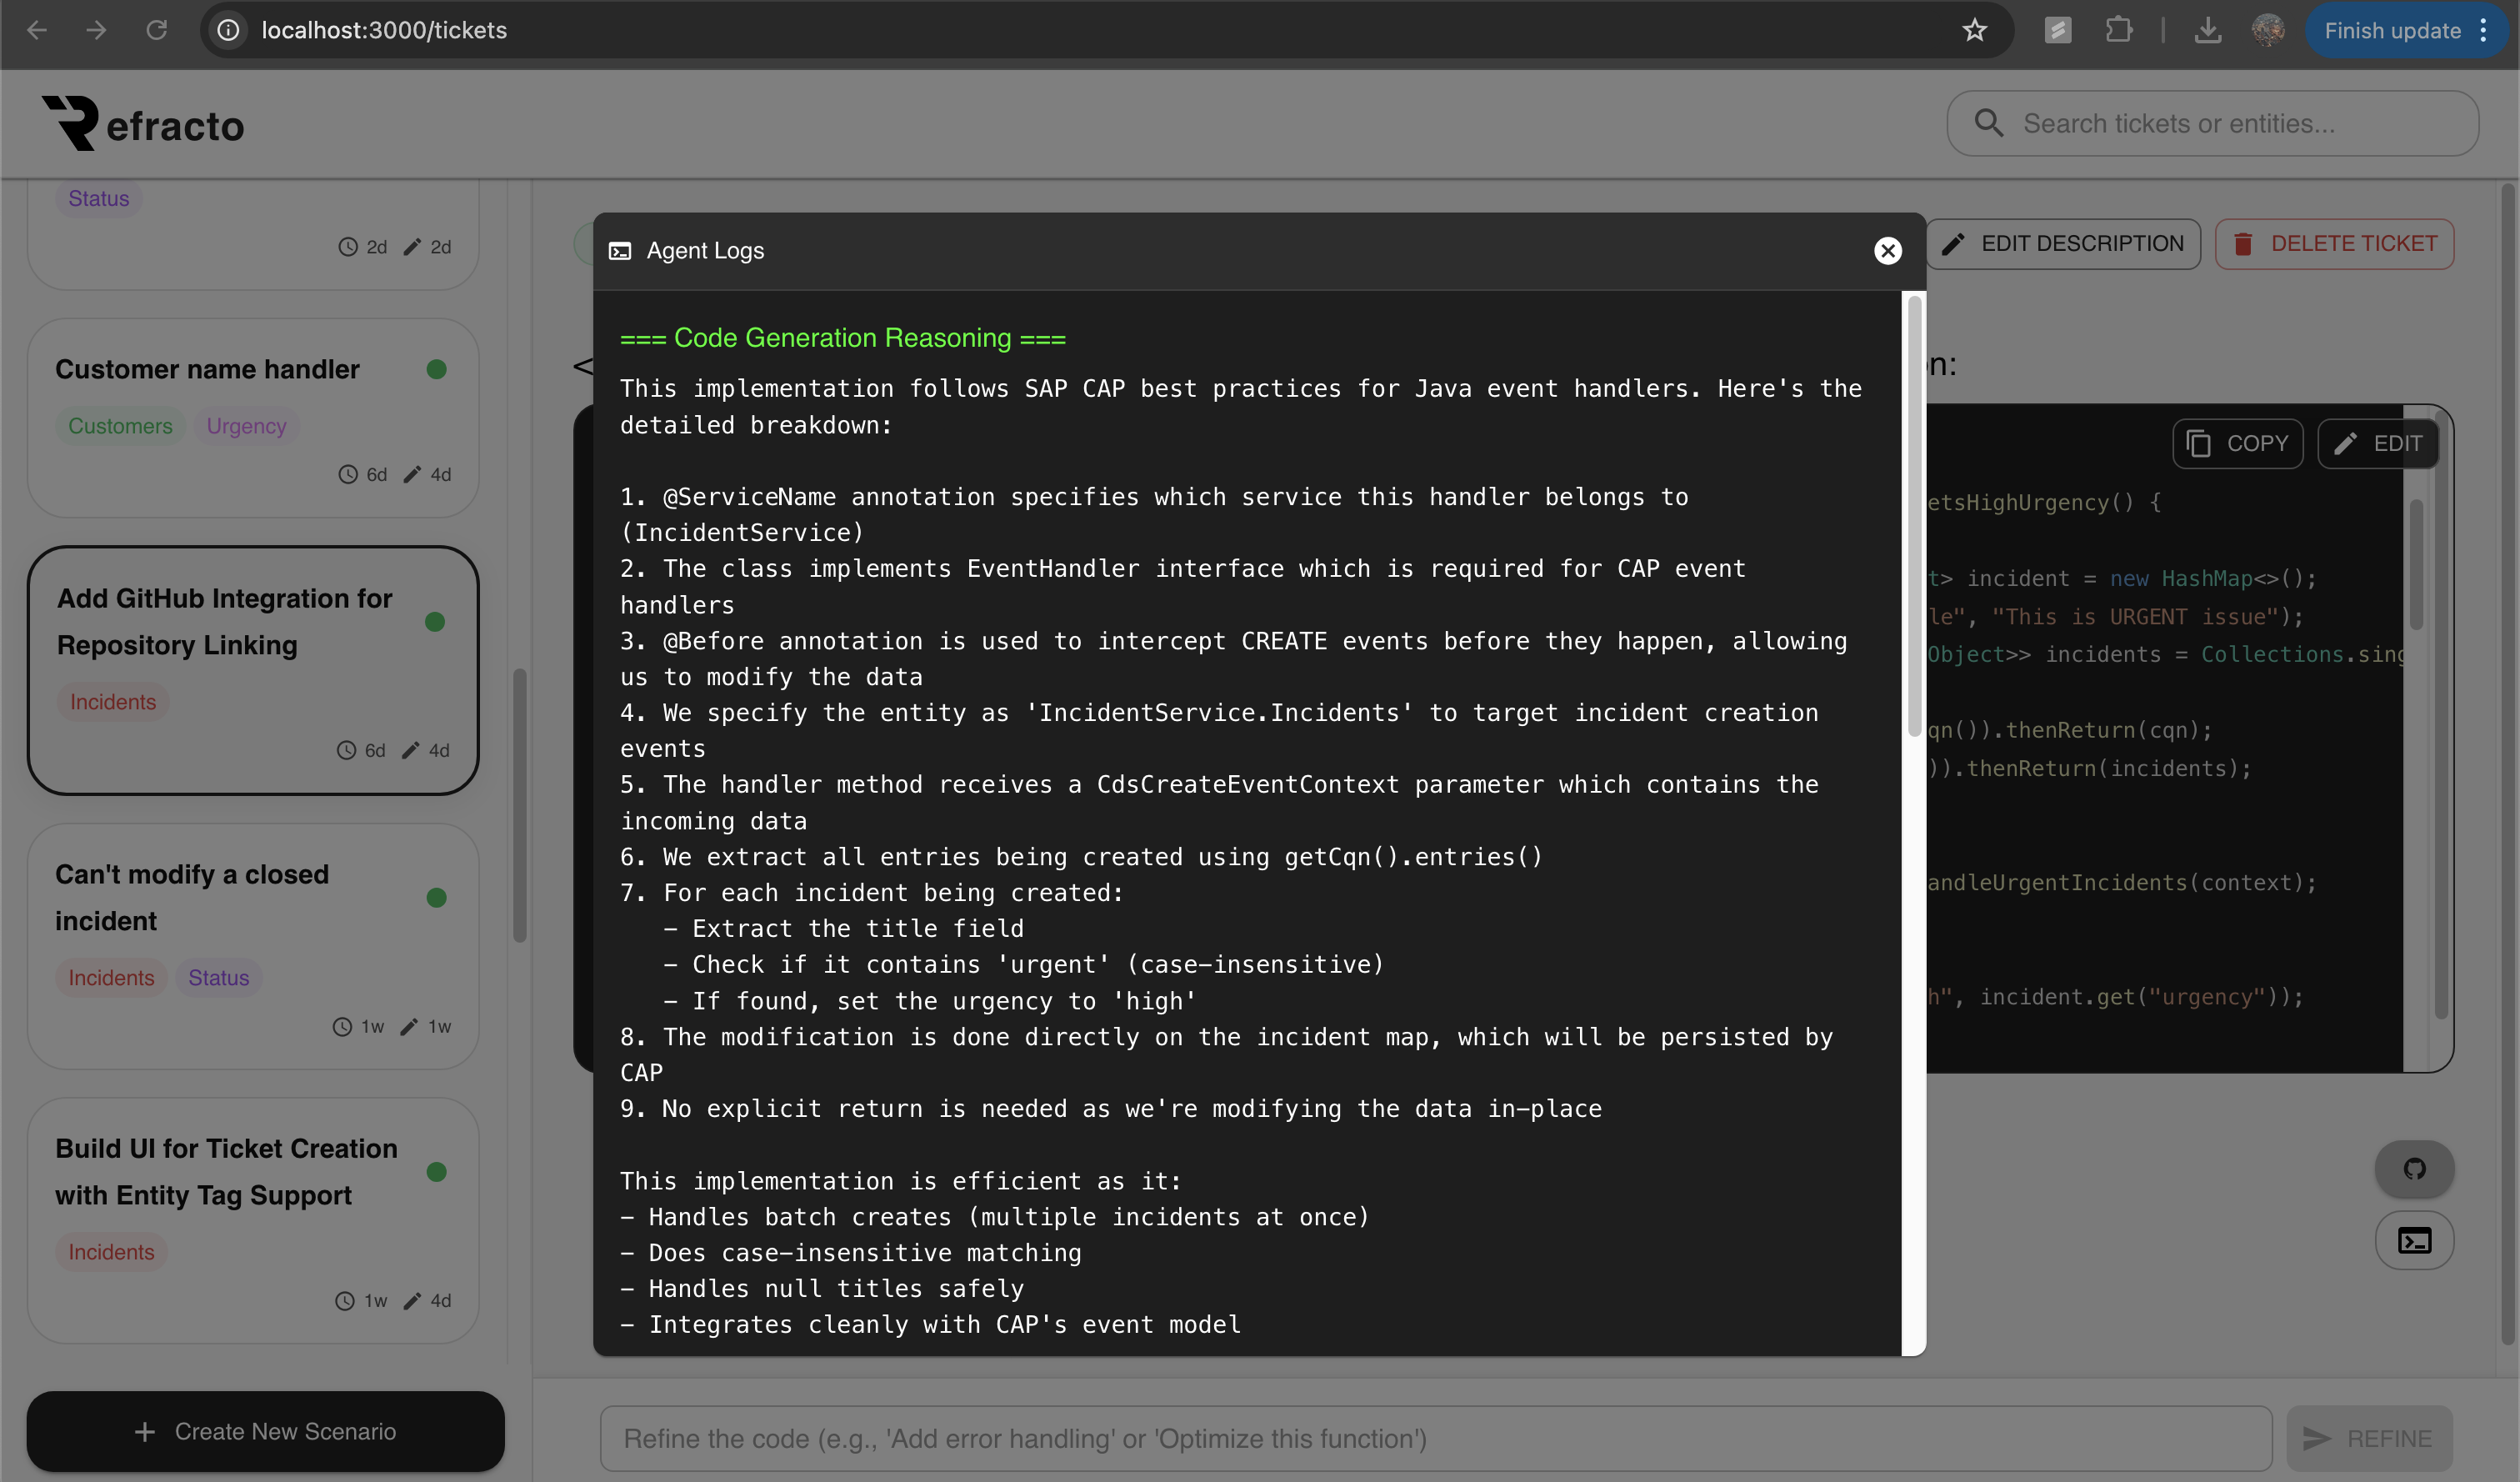 localhost:3000/tickets
Finish update
Refracto
Search tickets or entities...
Status
2d 2d
Customer name handler
Customers Urgency
6d 4d
Add GitHub Integration for
Repository Linking
Incidents
6d 4d
Can't modify a closed
incident
Incidents Status
1w 1w
Build UI for Ticket Creation
with Entity Tag Support
Incidents
1w 4d
+ Create New Scenario
Agent Logs
=== Code Generation Reasoning ===
This implementation follows SAP CAP best practices for Java event handlers. Here's the
detailed breakdown:
1. @ServiceName annotation specifies which service this handler belongs to
(IncidentService)
2. The class implements EventHandler interface which is required for CAP event
handlers
3. @Before annotation is used to intercept CREATE events before they happen, allowing
us to modify the data
4. We specify the entity as 'IncidentService.Incidents' to target incident creation
events
5. The handler method receives a CdsCreateEventContext parameter which contains the
incoming data
6. We extract all entries being created using getCqn().entries()
7. For each incident being created:
– Extract the title field
– Check if it contains 'urgent' (case-insensitive)
– If found, set the urgency to 'high'
8. The modification is done directly on the incident map, which will be persisted by
CAP
9. No explicit return is needed as we're modifying the data in-place
This implementation is efficient as it:
– Handles batch creates (multiple incidents at once)
– Does case-insensitive matching
– Handles null titles safely
– Integrates cleanly with CAP's event model
EDIT DESCRIPTION
DELETE TICKET
<
on:
COPY
EDIT
etsHighUrgency() {
t> incident = new HashMap<>();
le", "This is URGENT issue");
Object>> incidents = Collections.sing
qn()).thenReturn(cqn);
)).thenReturn(incidents);
andleUrgentIncidents(context);
h", incident.get("urgency"));
Refine the code (e.g., 'Add error handling' or 'Optimize this function')
REFINE